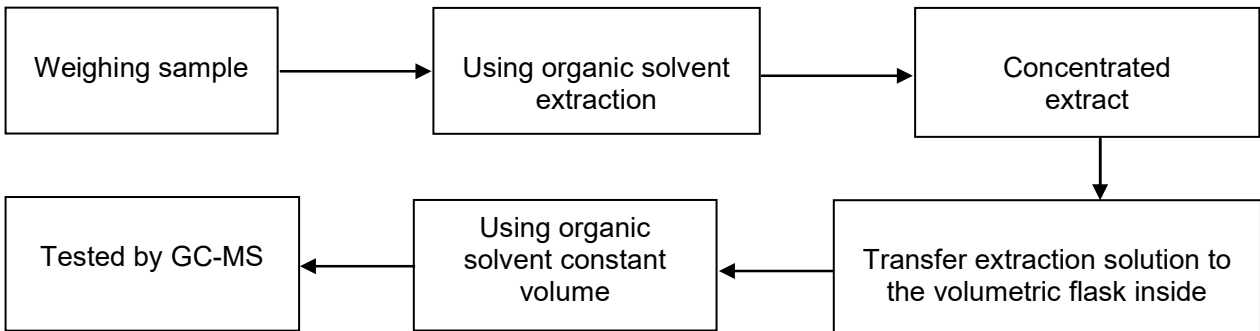 Weighing sample
Using organic solvent
extraction
Concentrated
extract
Transfer extraction solution to
the volumetric flask inside
Using organic
solvent constant
volume
Tested by GC-MS